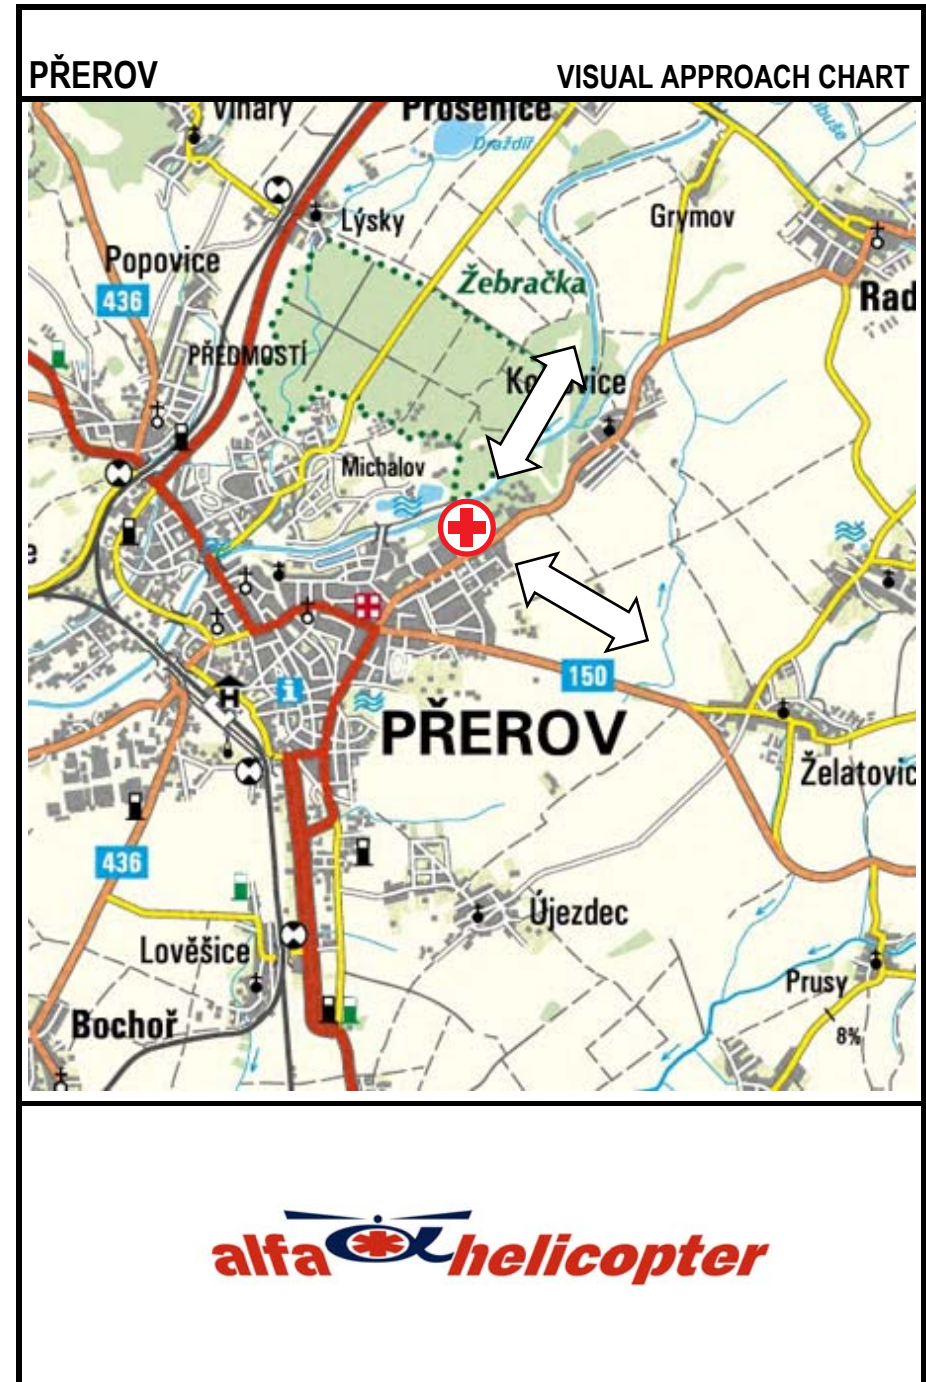 PŘEROV
VISUAL APPROACH CHART
Vinary
Prosenice
Draždíř
Lýsky
Grymov
Popovice
Žebračka
436
Rad
PŘEDMOSTÍ
Michalov
e
150
i
H
PŘEROV
Želatovic
436
Újezdec
Lověšice
Prusy
Bochoř
8%
alfa helicopter